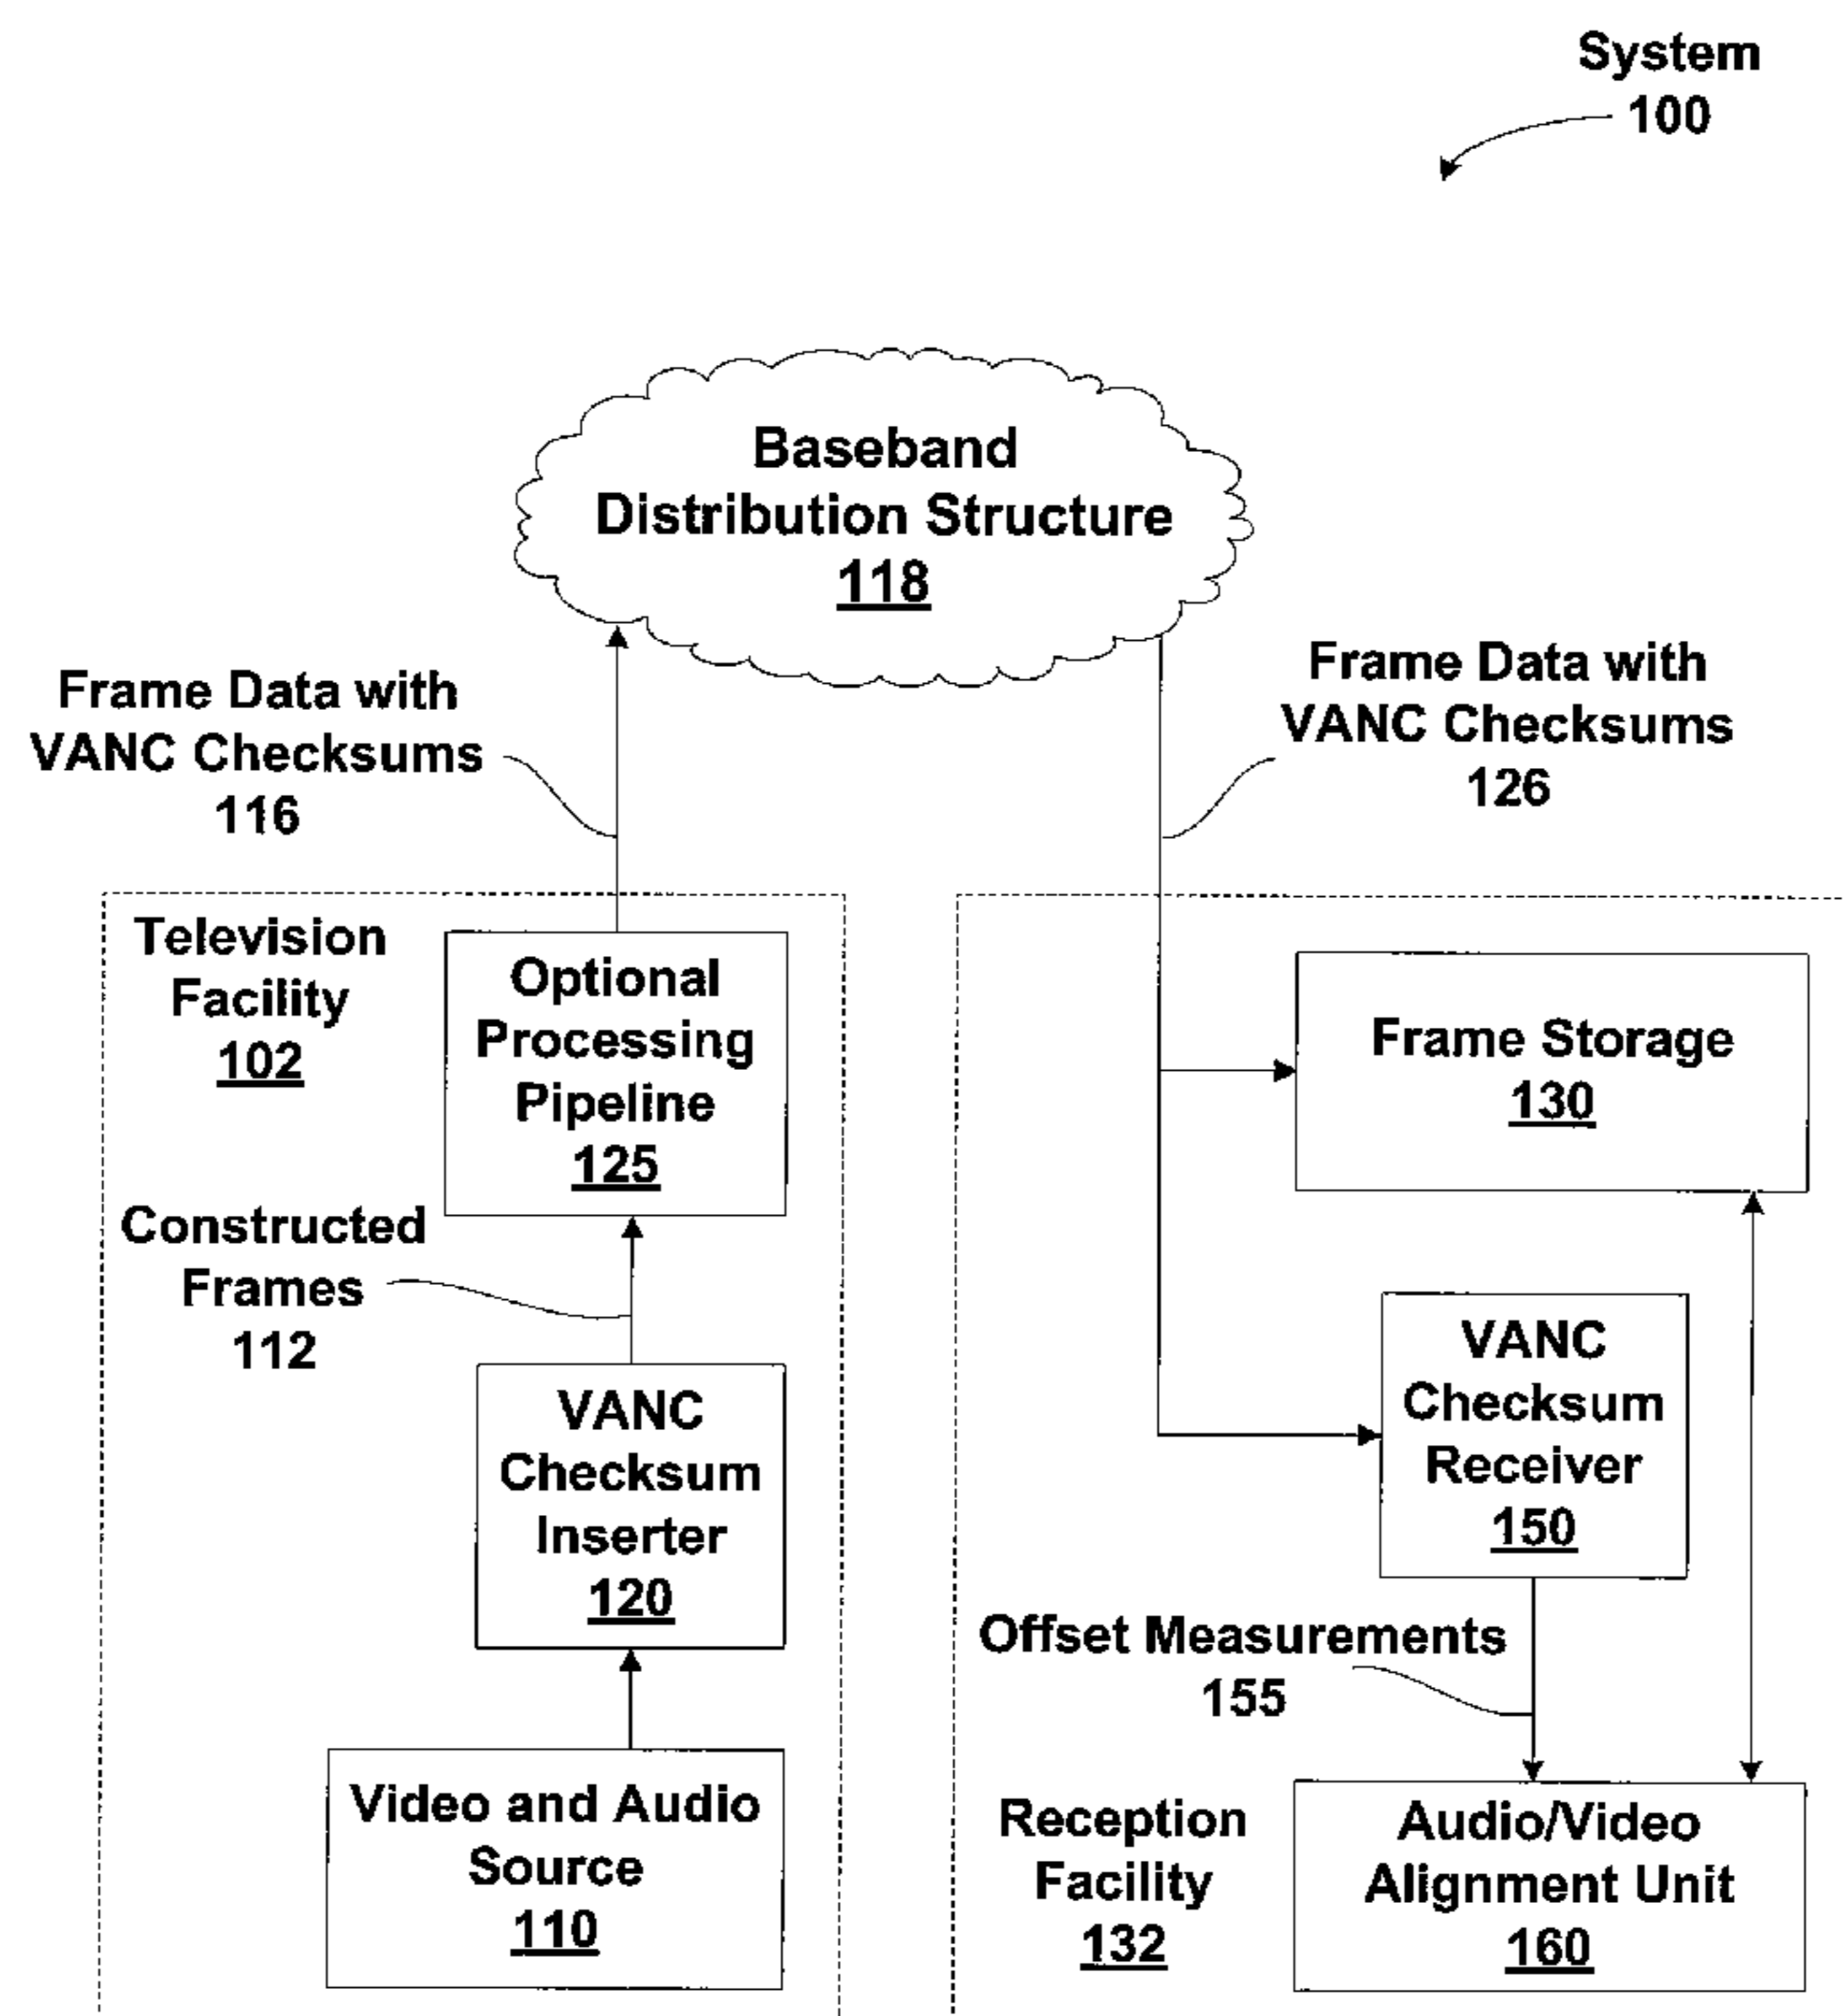 System
100
Baseband
Distribution Structure
118
Frame Data with
VANC Checksums
116
Frame Data with
VANC Checksums
126
Television
Facility
102
Optional
Processing
Pipeline
125
Constructed
Frames
112
VANC
Checksum
Inserter
120
Video and Audio
Source
110
Frame Storage
130
VANC
Checksum
Receiver
150
Offset Measurements
155
Reception
Facility
132
Audio/Video
Alignment Unit
160